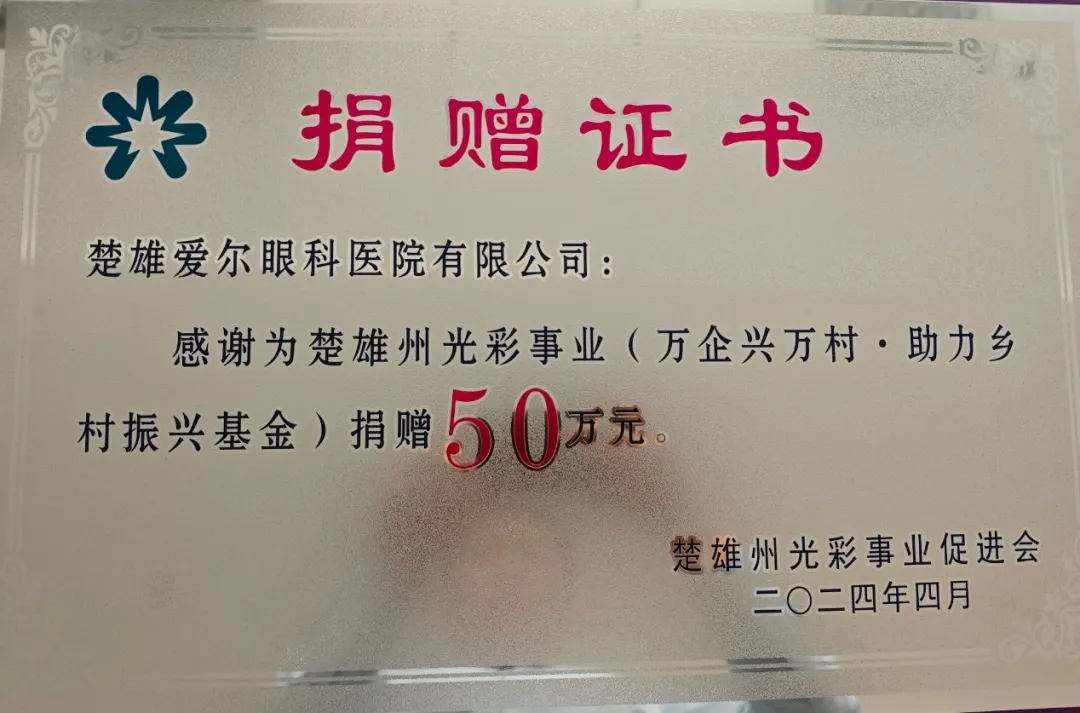 捐赠证书
楚雄爱尔眼科医院有限公司：
感谢为楚雄州光彩事业（万企兴万村·助力乡
村振兴基金）捐赠50万元。
楚雄州光彩事业促进会
二〇二四年四月